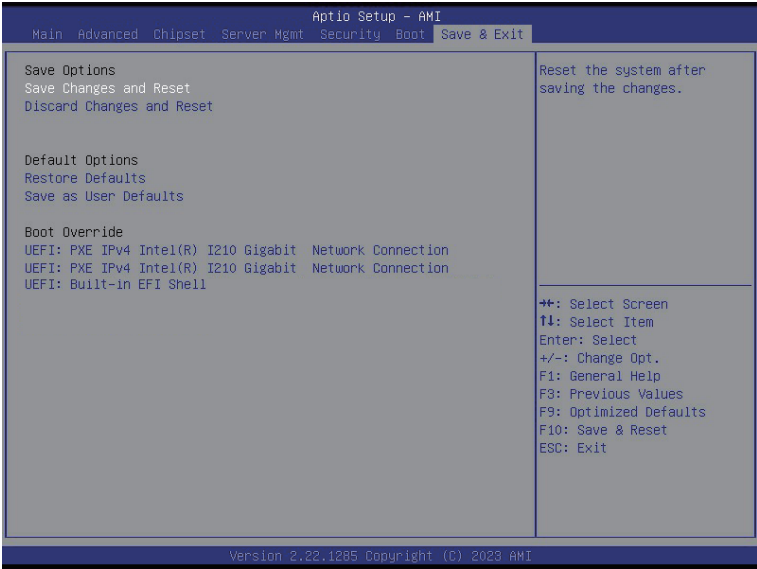 Aptio Setup – AMI
Main Advanced Chipset Server Mgmt Security Boot Save & Exit
Save Options
Save Changes and Reset
Discard Changes and Reset
Default Options
Restore Defaults
Save as User Defaults
Boot Override
UEFI: PXE IPv4 Intel(R) I210 Gigabit Network Connection
UEFI: PXE IPv4 Intel(R) I210 Gigabit Network Connection
UEFI: Built-in EFI Shell
Reset the system after
saving the changes.
→←: Select Screen
↑↓: Select Item
Enter: Select
+/-: Change Opt.
F1: General Help
F3: Previous Values
F9: Optimized Defaults
F10: Save & Reset
ESC: Exit
Version 2.22.1285 Copyright (C) 2023 AMI